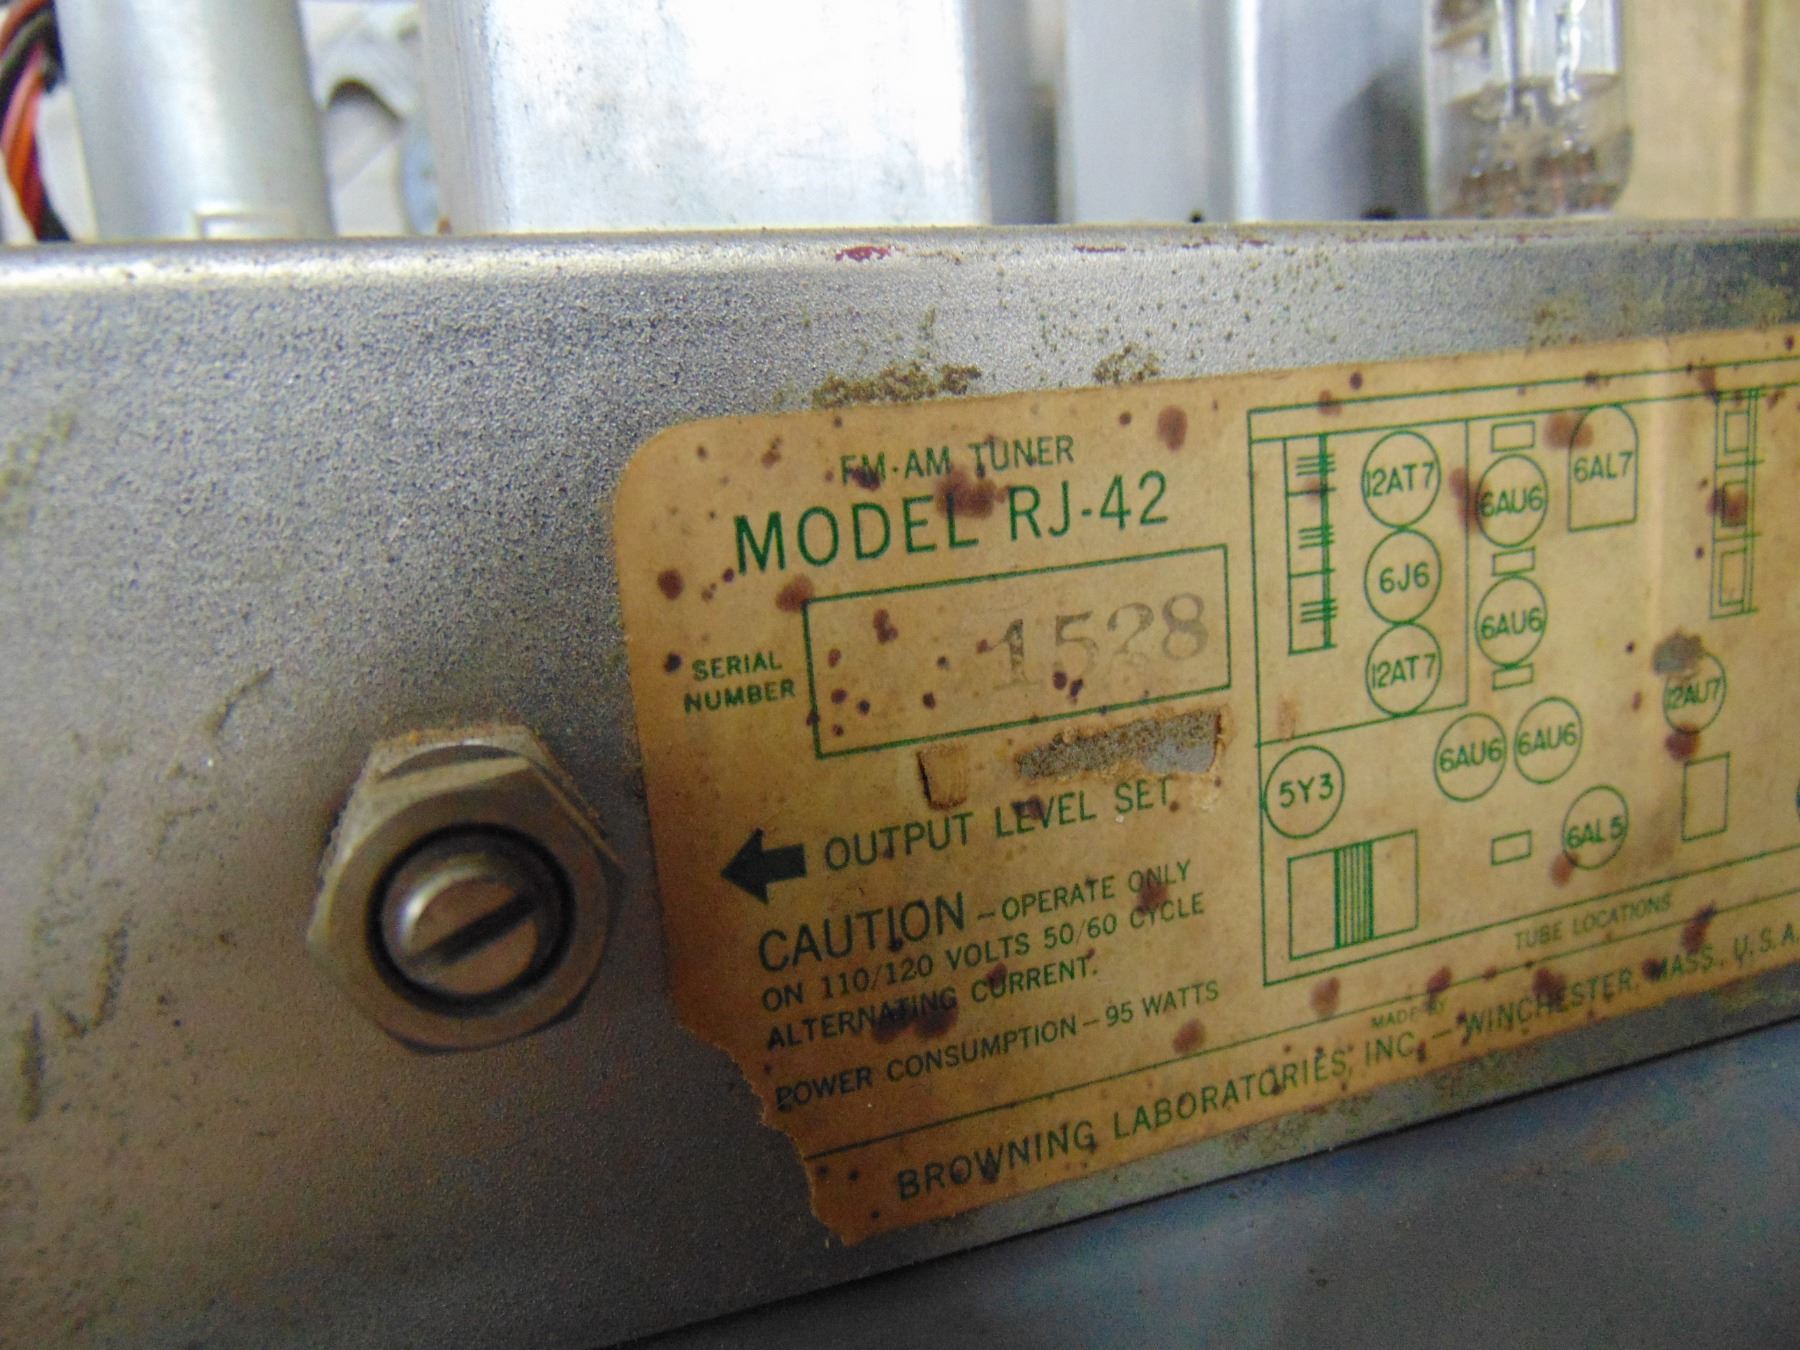 FM-AM TUNER
MODEL RJ-42
SERIAL
NUMBER
1528
OUTPUT LEVEL SET
CAUTION – OPERATE ONLY
ON 110/120 VOLTS 50/60 CYCLE
ALTERNATING CURRENT.
POWER CONSUMPTION – 95 WATTS
12AT7
6J6
12AT7
6AU6
6AU6
6AL7
12AU7
6AU6
6AU6
5Y3
6AL5
TUBE LOCATIONS
MADE BY
BROWNING LABORATORIES, INC. – WINCHESTER, MASS., U.S.A.